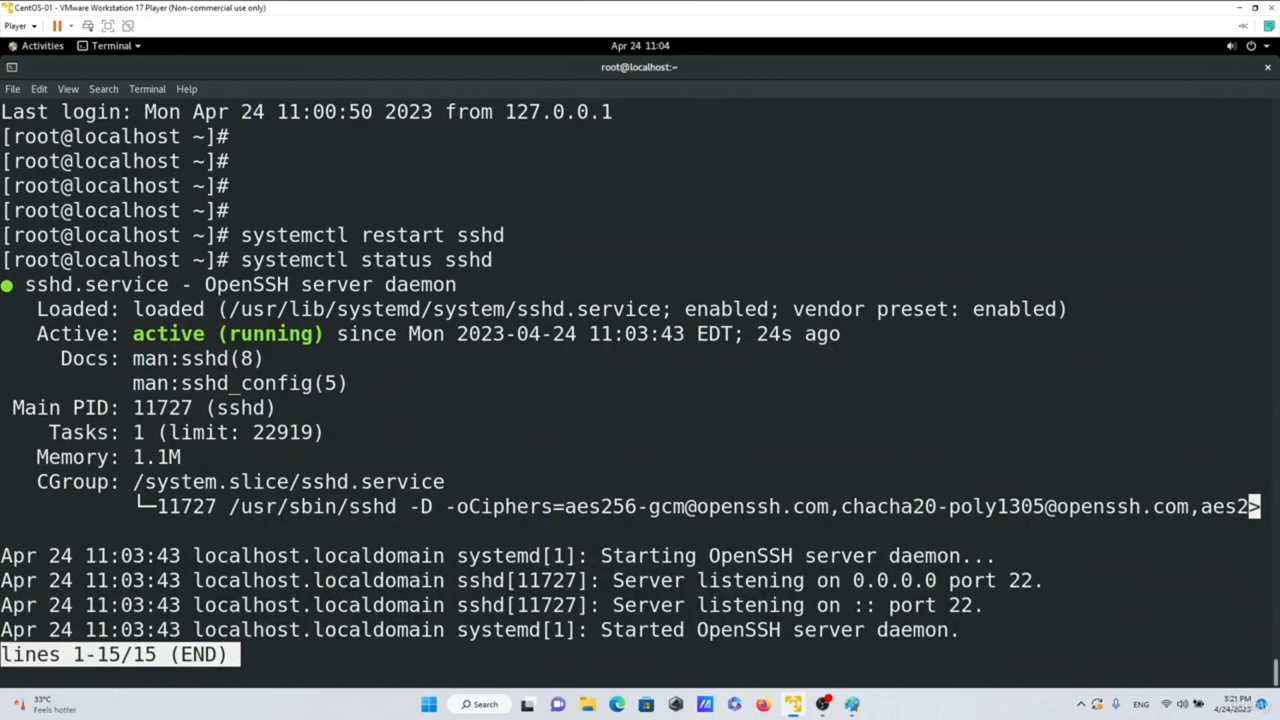 CentOS-01 - VMware Workstation 17 Player (Non-commercial use only)
Player
Activities Terminal Apr 24 11:04
root@localhost:~
File Edit View Search Terminal Help
Last login: Mon Apr 24 11:00:50 2023 from 127.0.0.1
[root@localhost ~]#
[root@localhost ~]#
[root@localhost ~]#
[root@localhost ~]#
[root@localhost ~]# systemctl restart sshd
[root@localhost ~]# systemctl status sshd
● sshd.service - OpenSSH server daemon
Loaded: loaded (/usr/lib/systemd/system/sshd.service; enabled; vendor preset: enabled)
Active: active (running) since Mon 2023-04-24 11:03:43 EDT; 24s ago
Docs: man:sshd(8)
man:sshd_config(5)
Main PID: 11727 (sshd)
Tasks: 1 (limit: 22919)
Memory: 1.1M
CGroup: /system.slice/sshd.service
└─11727 /usr/sbin/sshd -D -oCiphers=aes256-gcm@openssh.com,chacha20-poly1305@openssh.com,aes2>
Apr 24 11:03:43 localhost.localdomain systemd[1]: Starting OpenSSH server daemon...
Apr 24 11:03:43 localhost.localdomain sshd[11727]: Server listening on 0.0.0.0 port 22.
Apr 24 11:03:43 localhost.localdomain sshd[11727]: Server listening on :: port 22.
Apr 24 11:03:43 localhost.localdomain systemd[1]: Started OpenSSH server daemon.
lines 1-15/15 (END)
33°C
Feels hotter
Search
ENG
3:21 PM